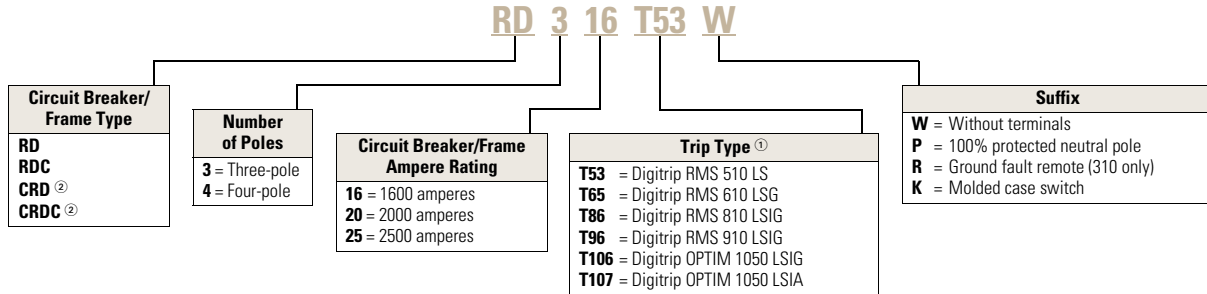 RD 3 16 T53 W
Circuit Breaker/
Frame Type
RD
RDC
CRD ②
CRDC ②
Number
of Poles
3 = Three-pole
4 = Four-pole
Circuit Breaker/Frame
Ampere Rating
16 = 1600 amperes
20 = 2000 amperes
25 = 2500 amperes
Trip Type ①
T53 = Digitrip RMS 510 LS
T65 = Digitrip RMS 610 LSG
T86 = Digitrip RMS 810 LSIG
T96 = Digitrip RMS 910 LSIG
T106 = Digitrip OPTIM 1050 LSIG
T107 = Digitrip OPTIM 1050 LSIA
Suffix
W = Without terminals
P = 100% protected neutral pole
R = Ground fault remote (310 only)
K = Molded case switch